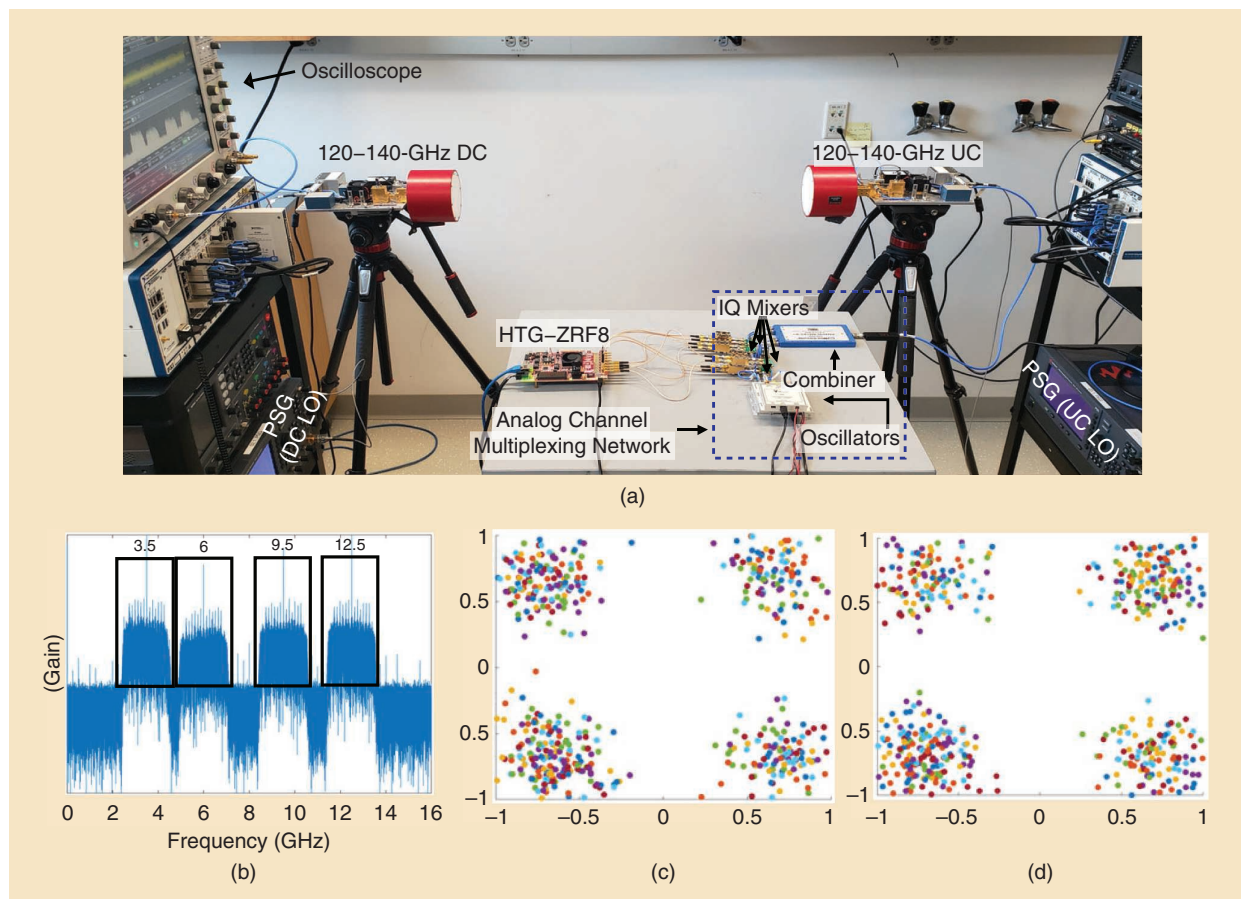 Oscilloscope
120–140-GHz DC
120–140-GHz UC
IQ Mixers
HTG–ZRF8
Combiner
Analog Channel
Multiplexing Network
Oscillators
PSG
(DC LO)
PSG (UC LO)
(a)
3.5 6 9.5 12.5
(Gain)
0 2 4 6 8 10 12 14 16
Frequency (GHz)
(b)
1
0.5
0
0.5
–1
–1 –0.5 0 0.5 1
(c)
1
0.5
0
0.5
–1
–1 –0.5 0 0.5 1
(d)